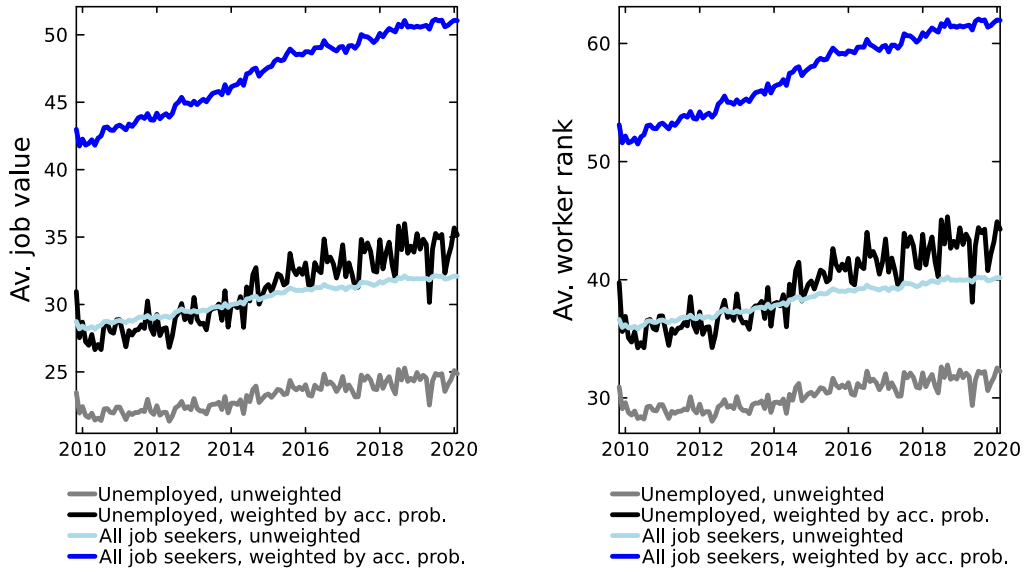 Av. job value
50
45
40
35
30
25
2010 2012 2014 2016 2018 2020
Unemployed, unweighted
Unemployed, weighted by acc. prob.
All job seekers, unweighted
All job seekers, weighted by acc. prob.
Av. worker rank
60
50
40
30
2010 2012 2014 2016 2018 2020
Unemployed, unweighted
Unemployed, weighted by acc. prob.
All job seekers, unweighted
All job seekers, weighted by acc. prob.